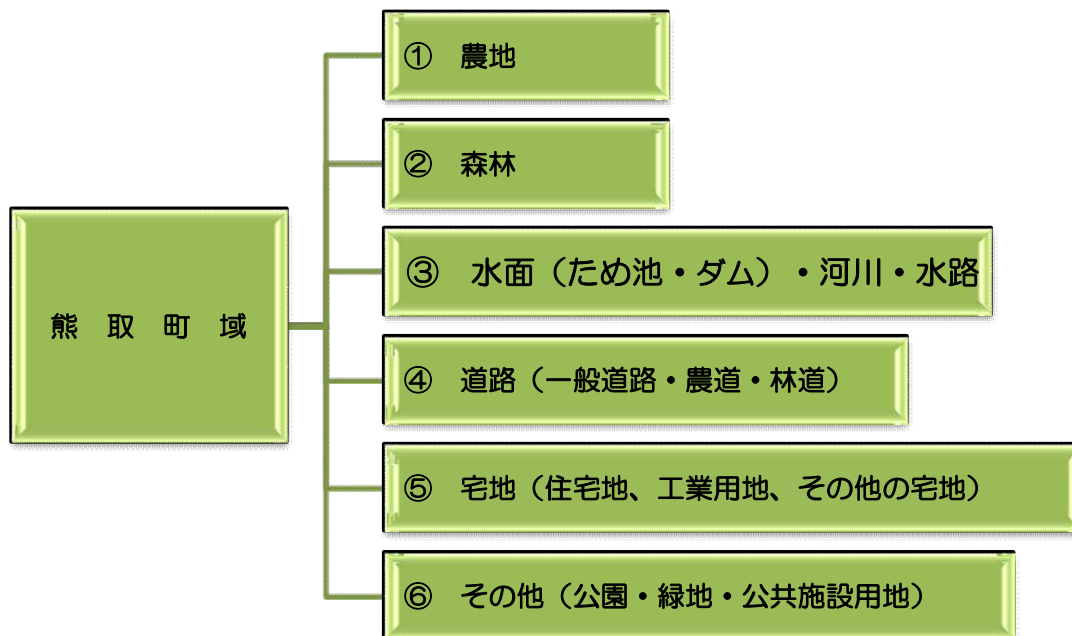 ① 農地
② 森林
③ 水面（ため池・ダム）・河川・水路
熊 取 町 域
④ 道路（一般道路・農道・林道）
⑤ 宅地（住宅地、工業用地、その他の宅地）
⑥ その他（公園・緑地・公共施設用地）